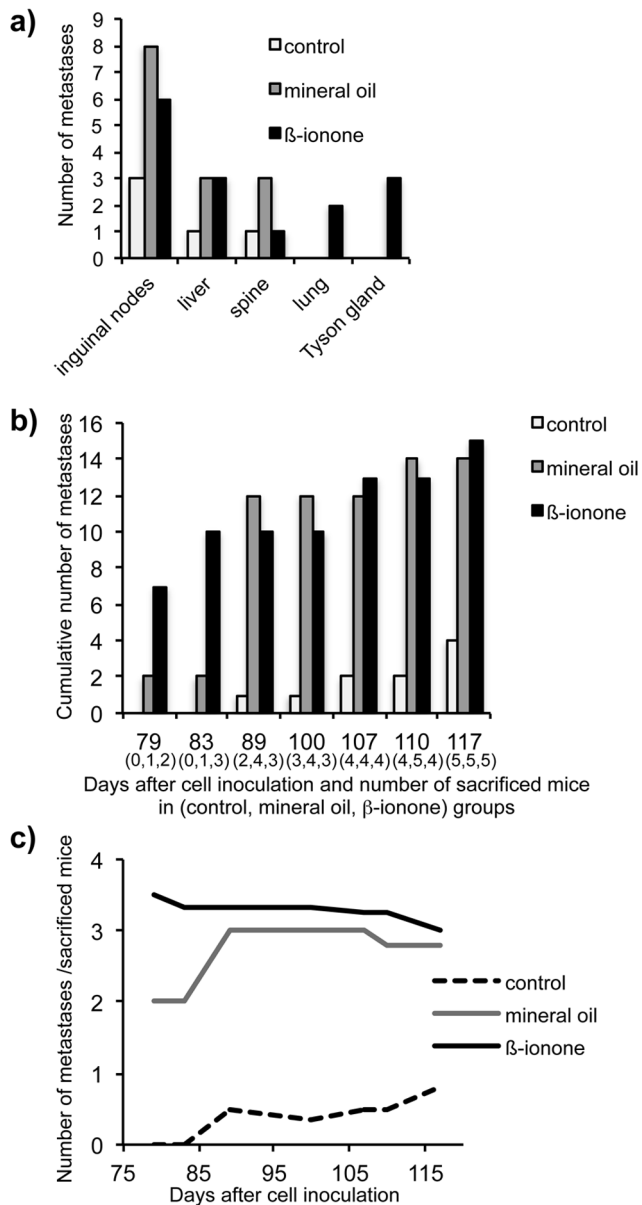 a)
Number of metastases
9
8
7
6
5
4
3
2
1
0
control
mineral oil
ß-ionone
inguinal nodes
liver
spine
lung
Tyson gland
b)
Cumulative number of metastases
16
14
12
10
8
6
4
2
0
control
mineral oil
ß-ionone
79 83 89 100 107 110 117
(0,1,2) (0,1,3) (2,4,3) (3,4,3) (4,4,4) (4,5,4) (5,5,5)
Days after cell inoculation and number of sacrificed mice
in (control, mineral oil, β-ionone) groups
c)
Number of metastases /sacrificed mice
4
3
2
1
0
control
mineral oil
ß-ionone
75 85 95 105 115
Days after cell inoculation